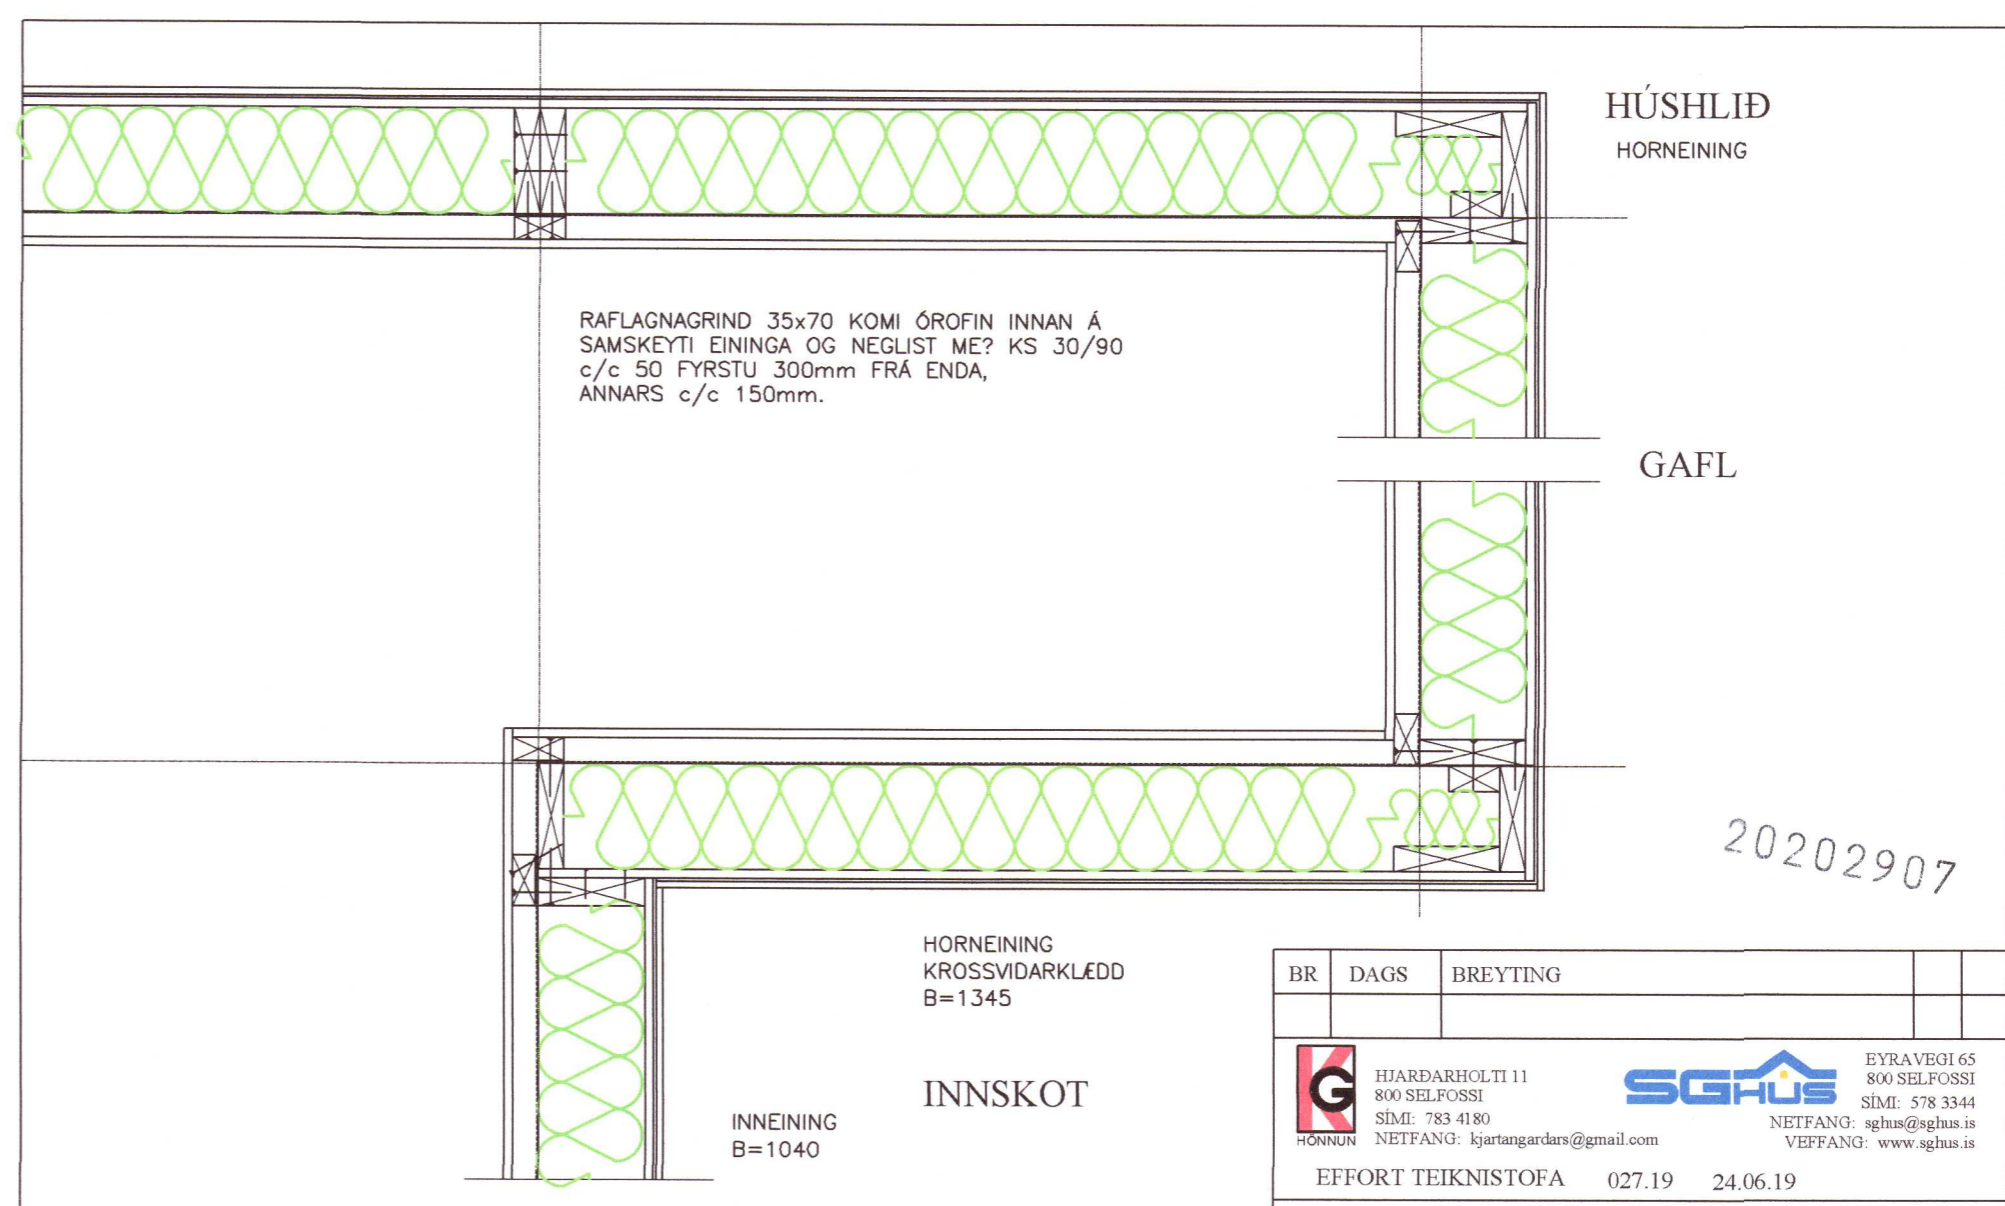 HÚSHLIÐ
HORNEINING
RAFLAGNAGRIND 35x70 KOMI ÓROFIN INNAN Á
SAMSKEYTI EININGA OG NEGLIST ME? KS 30/90
c/c 50 FYRSTU 300mm FRÁ ENDA,
ANNARS c/c 150mm.
GAFL
20202907
HORNEINING
KROSSVIDARKLÆDD
B=1345
INNSKOT
INNEINING
B=1040
BR DAGS BREYTING
KG
HÖNNUN
HJARÐARHOLTI 11
800 SELFOSSI
SÍMI: 783 4180
NETFANG: kjartangardars@gmail.com
SGHÚS
EYRAVEGI 65
800 SELFOSSI
SÍMI: 578 3344
NETFANG: sghus@sghus.is
VEFFANG: www.sghus.is
EFFORT TEIKNISTOFA 027.19 24.06.19